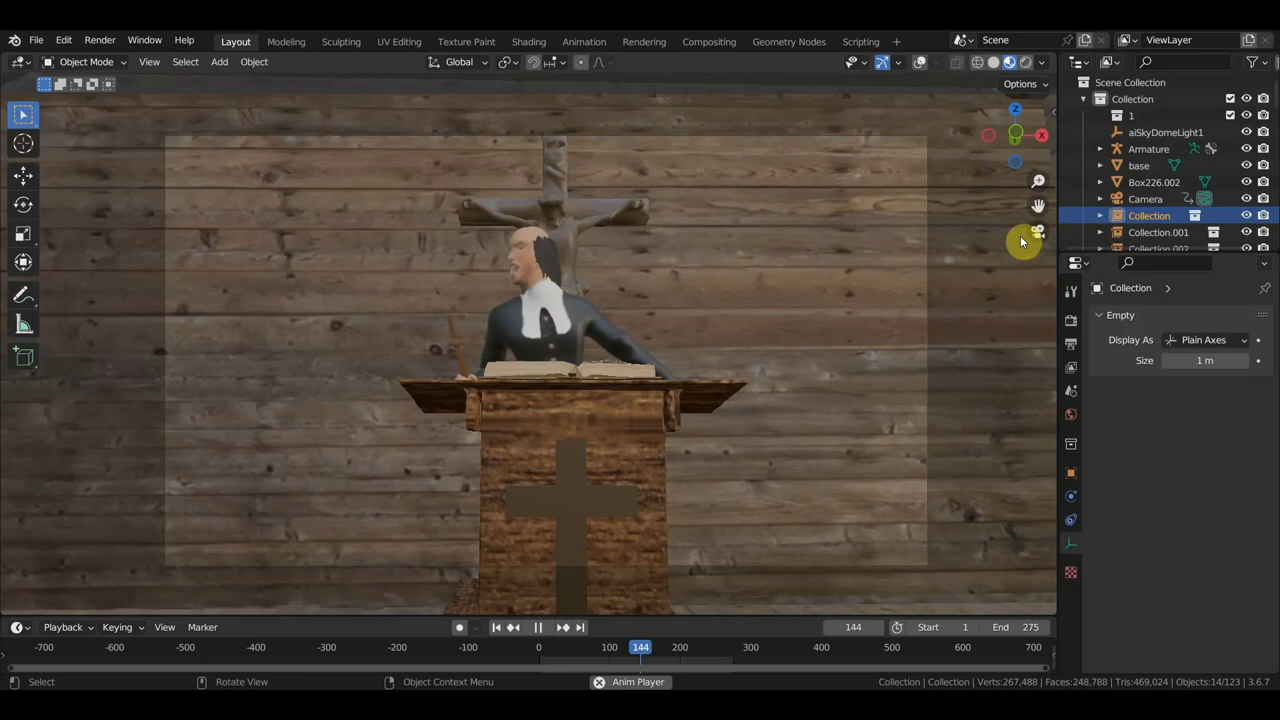 File Edit Render Window Help Layout Modeling Sculpting UV Editing Texture Paint Shading Animation Rendering Compositing Geometry Nodes Scripting + Scene ViewLayer
Object Mode View Select Add Object Global
Options
Z
X
Scene Collection
Collection
1
aiSkyDomeLight1
Armature
base
Box226.002
Camera
Collection
Collection.001
Collection.002
Collection
Empty
Display As Plain Axes
Size 1 m
Playback Keying View Marker 144 Start 1 End 275
-700 -600 -500 -400 -300 -200 -100 0 100 144 200 300 400 500 600 700
Select Rotate View Object Context Menu Anim Player Collection | Collection | Verts:267,488 | Faces:248,788 | Tris:469,024 | Objects:14/123 | 3.6.7